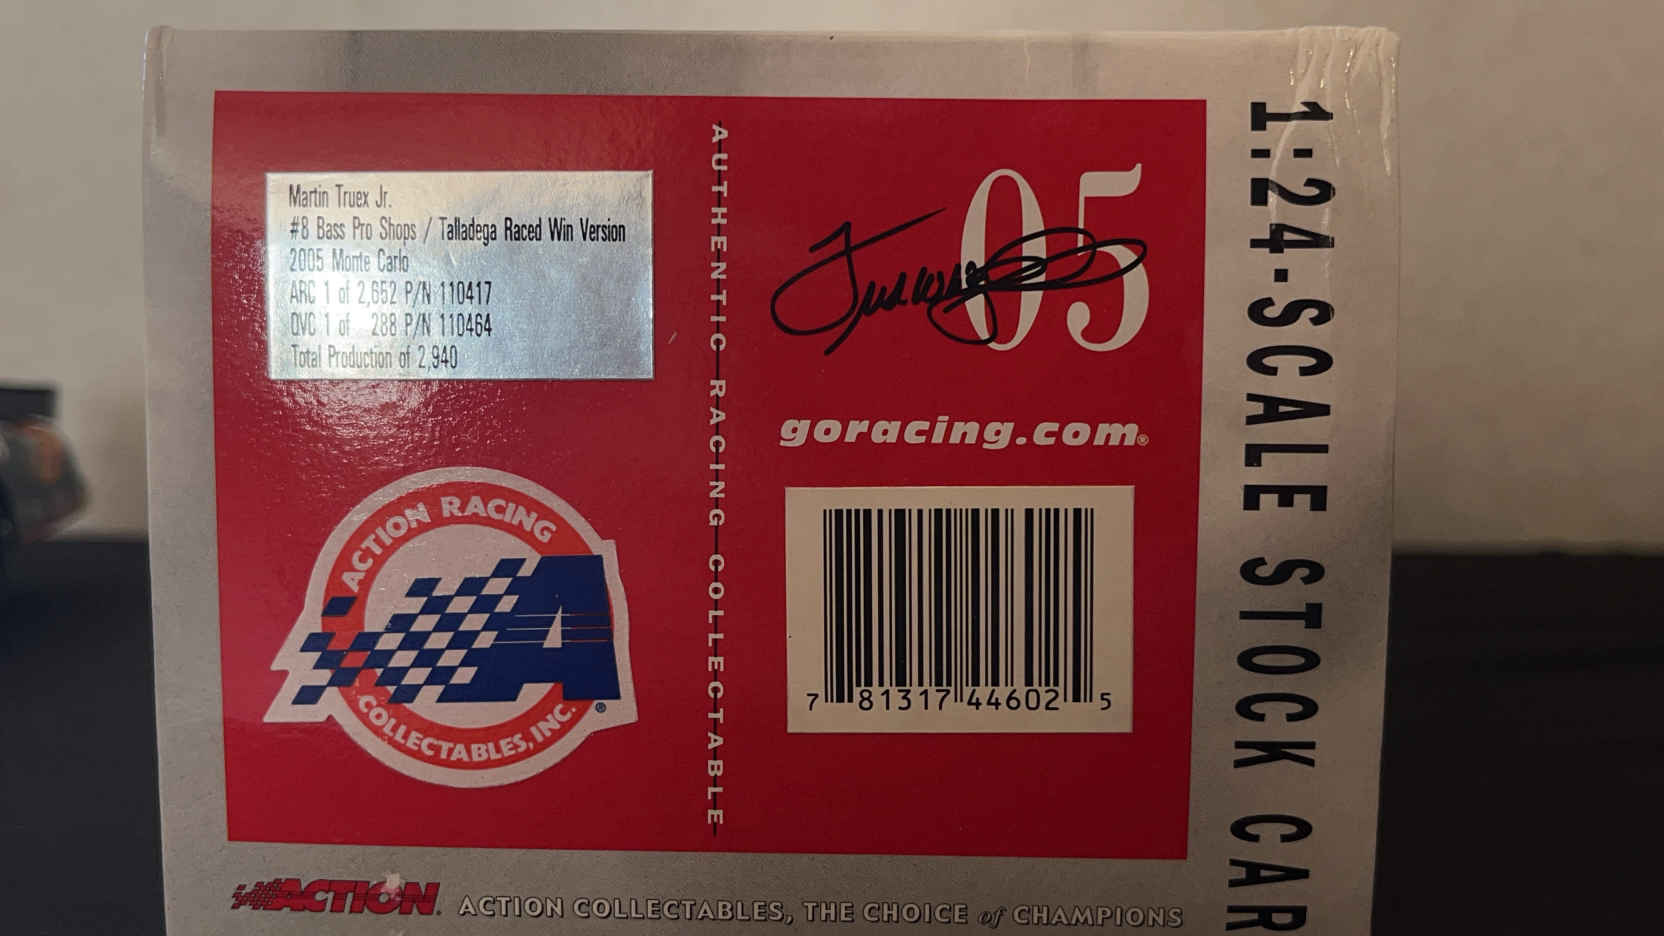 Martin Truex Jr.
#8 Bass Pro Shops / Talladega Raced Win Version
2005 Monte Carlo
ARC 1 of 2,652 P/N 110417
QVC 1 of 288 P/N 110464
Total Production of 2,940
ACTION RACING
COLLECTABLES, INC.
®
AUTHENTIC RACING COLLECTABLE
05
goracing.com®
7 81317 44602 5
1:24-SCALE STOCK CAR
ACTION® ACTION COLLECTABLES, THE CHOICE of CHAMPIONS